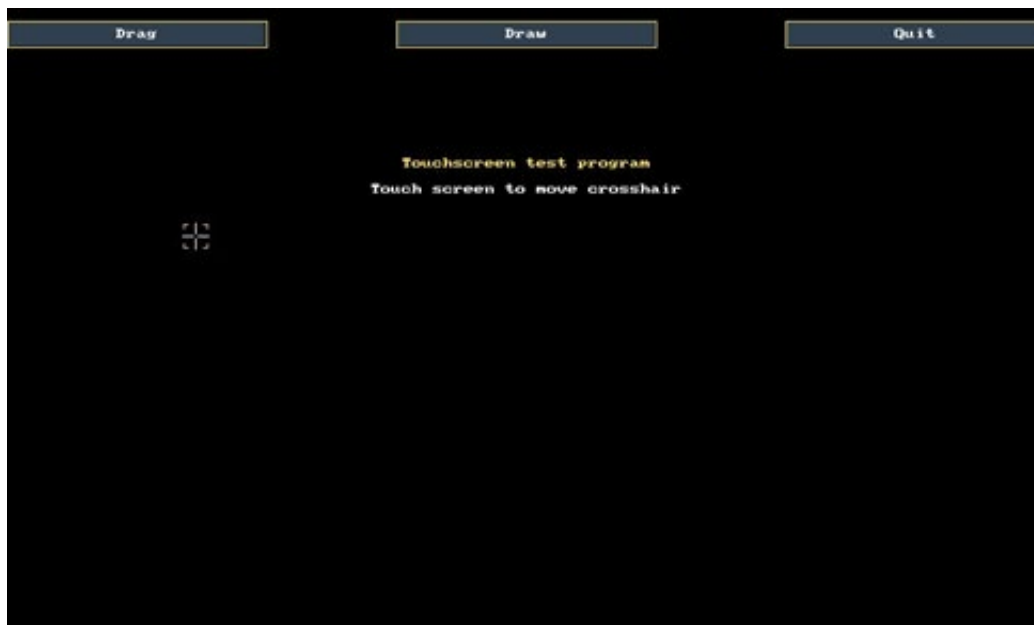 Drag
Draw
Quit
Touchscreen test program
Touch screen to move crosshair